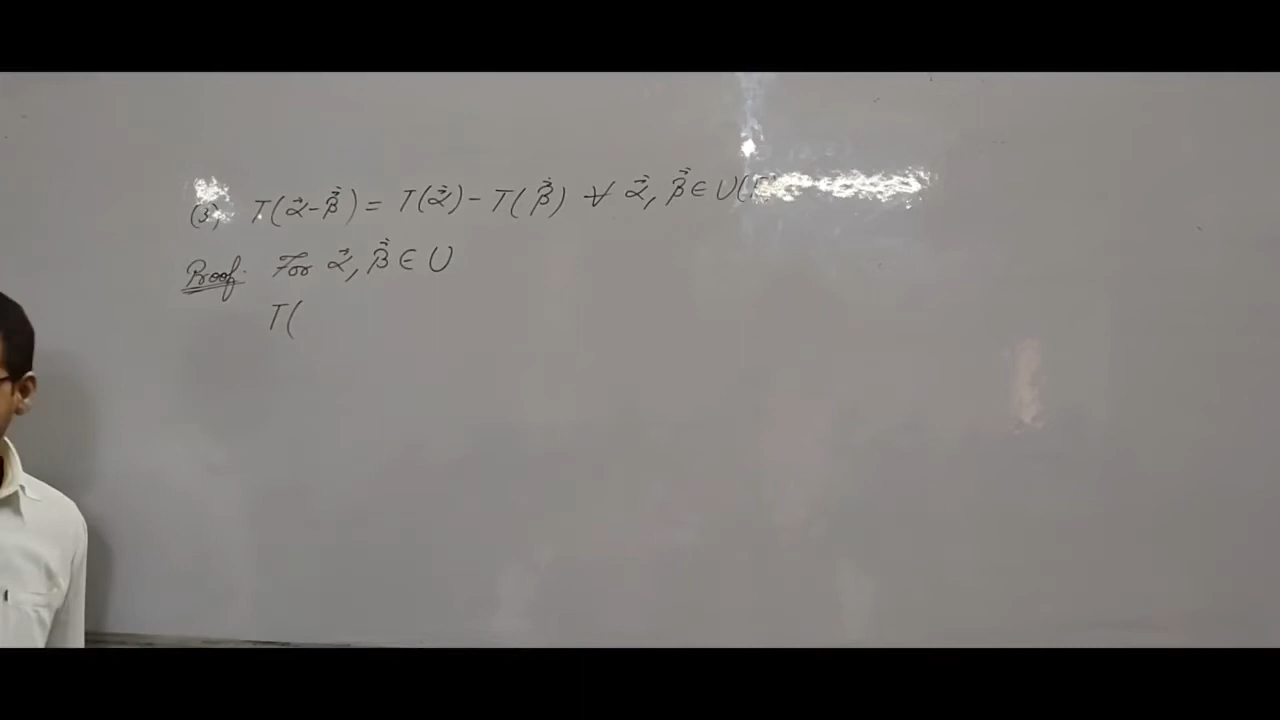 (3), T(α⃗-β⃗) = T(α⃗) - T(β⃗) ∀ α⃗, β⃗ ∈ U(F)
Proof: For α⃗, β⃗ ∈ U
T(